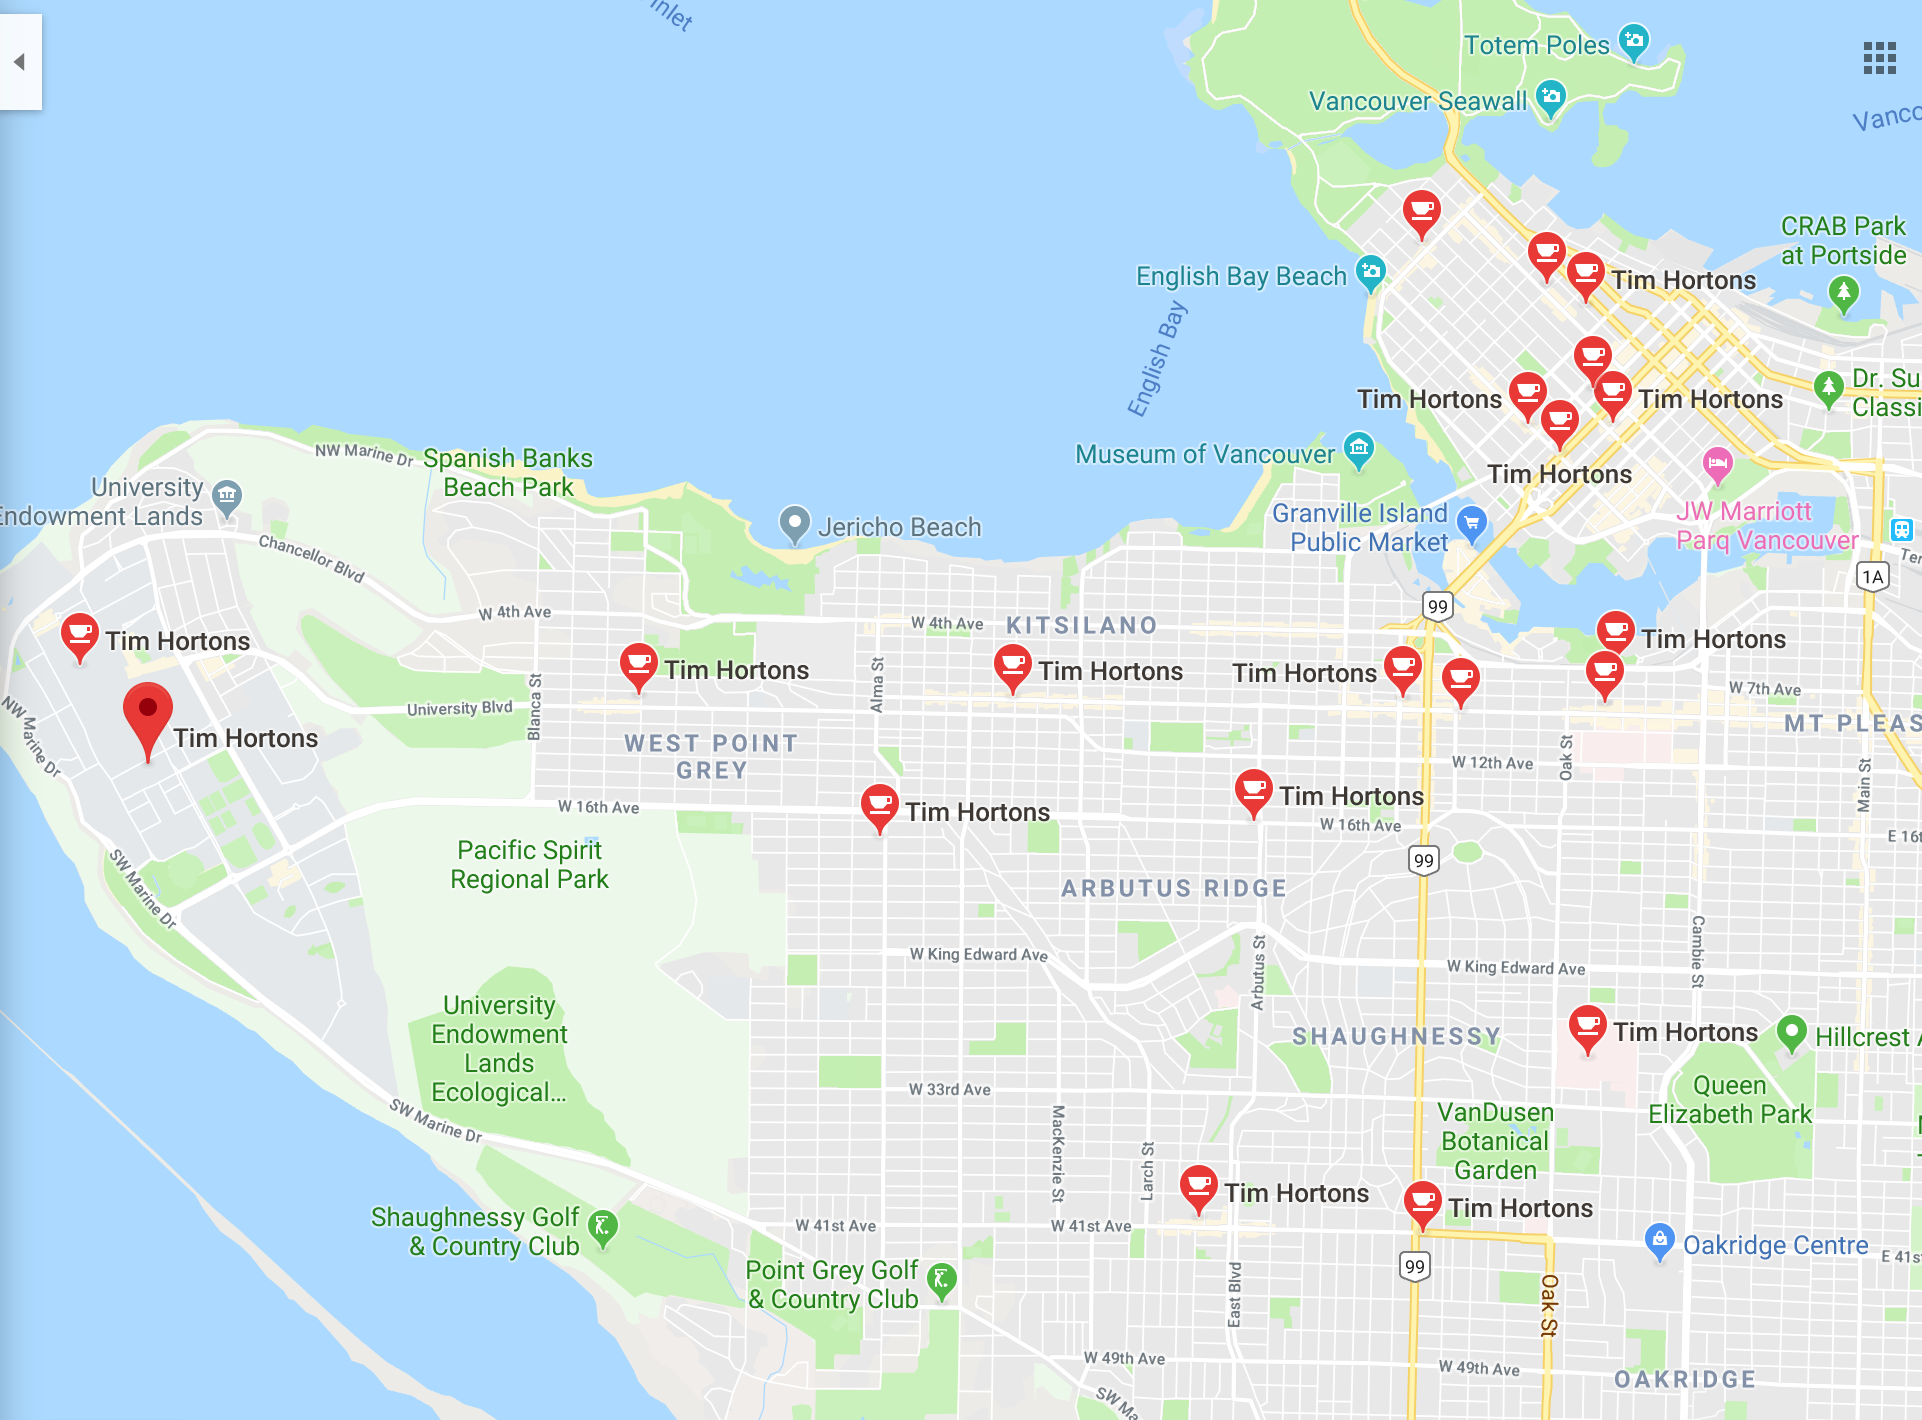 Inlet
Totem Poles
Vancouver Seawall
Vanco
CRAB Park
at Portside
English Bay Beach
Tim Hortons
English Bay
Dr. Su
Classi
Tim Hortons
Tim Hortons
Museum of Vancouver
Tim Hortons
NW Marine Dr
Spanish Banks
Beach Park
University
Endowment Lands
Jericho Beach
Granville Island
Public Market
JW Marriott
Parq Vancouver
Chancellor Blvd
Ter
1A
W 4th Ave
W 4th Ave
KITSILANO
99
Tim Hortons
Tim Hortons
Tim Hortons
Tim Hortons
Tim Hortons
Alma St
Blanca St
W 7th Ave
NW Marine Dr
University Blvd
Tim Hortons
WEST POINT
GREY
MT PLEAS
Oak St
W 12th Ave
Main St
W 16th Ave
Tim Hortons
Tim Hortons
W 16th Ave
E 16t
Pacific Spirit
Regional Park
99
SW Marine Dr
ARBUTUS RIDGE
Arbutus St
Cambie St
W King Edward Ave
W King Edward Ave
University
Endowment
Lands
Ecological...
SHAUGHNESSY
Tim Hortons
Hillcrest A
W 33rd Ave
Queen
Elizabeth Park
SW Marine Dr
MacKenzie St
Larch St
VanDusen
Botanical
Garden
Tim Hortons
Tim Hortons
Shaughnessy Golf
& Country Club
W 41st Ave
W 41st Ave
Oakridge Centre
E 41s
99
Point Grey Golf
& Country Club
East Blvd
Oak St
W 49th Ave
W 49th Ave
OAKRIDGE
SW Ma